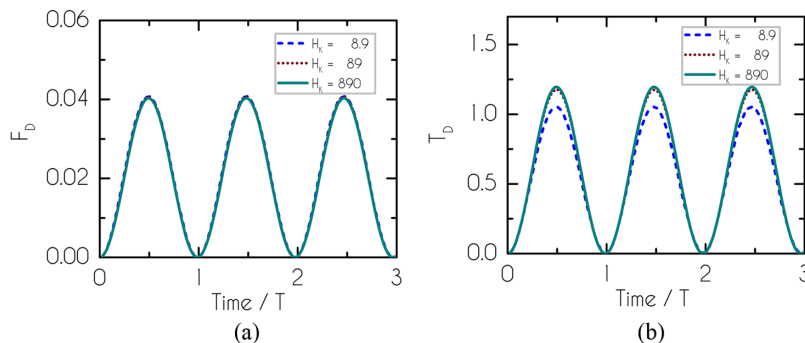 0.06
0.04
0.02
0.00
F_D
H_K = 8.9
H_K = 89
H_K = 890
0 1 2 3
Time / T
(a)
1.5
1.0
0.5
0.0
T_D
H_K = 8.9
H_K = 89
H_K = 890
0 1 2 3
Time / T
(b)